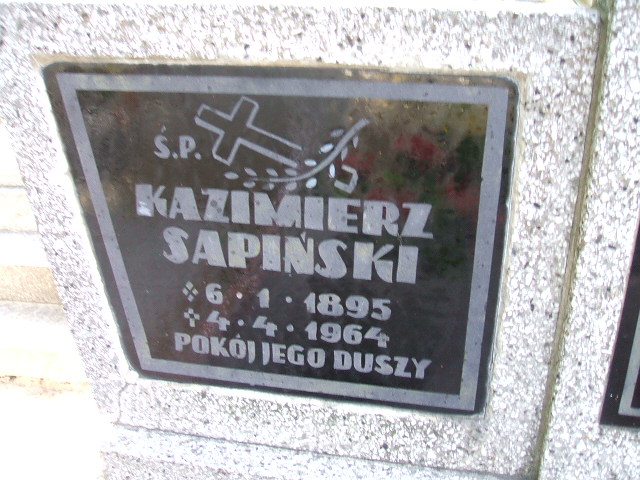 Ś.P.
KAZIMIERZ
SAPIŃSKI
6.1.1895
4.4.1964
POKÓJ JEGO DUSZY